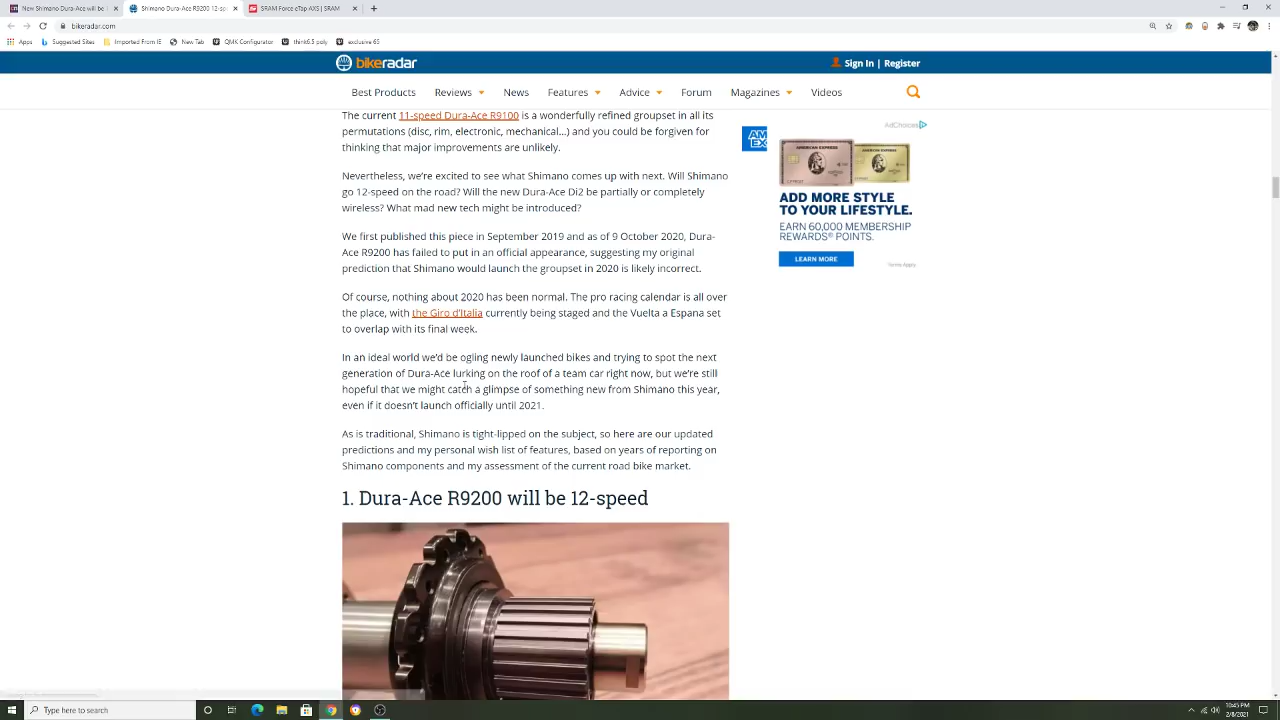 New Shimano Dura-Ace will be
Shimano Dura-Ace R9200 12-sp
SRAM Force eTap AXS | SRAM
bikeradar.com
Apps
Suggested Sites
Imported From IE
New Tab
QMK Configurator
think6.5 poly
exclusive 65
bikeradar
Sign In | Register
Best Products
Reviews
News
Features
Advice
Forum
Magazines
Videos
The current 11-speed Dura-Ace R9100 is a wonderfully refined groupset in all its
permutations (disc, rim, electronic, mechanical...) and you could be forgiven for
thinking that major improvements are unlikely.
Nevertheless, we're excited to see what Shimano comes up with next. Will Shimano
go 12-speed on the road? Will the new Dura-Ace Di2 be partially or completely
wireless? What mad new tech might be introduced?
We first published this piece in September 2019 and as of 9 October 2020, Dura-
Ace R9200 has failed to put in an official appearance, suggesting my original
prediction that Shimano would launch the groupset in 2020 is likely incorrect.
Of course, nothing about 2020 has been normal. The pro racing calendar is all over
the place, with the Giro d'Italia currently being staged and the Vuelta a Espana set
to overlap with its final week.
In an ideal world we'd be ogling newly launched bikes and trying to spot the next
generation of Dura-Ace lurking on the roof of a team car right now, but we're still
hopeful that we might catch a glimpse of something new from Shimano this year,
even if it doesn't launch officially until 2021.
As is traditional, Shimano is tight-lipped on the subject, so here are our updated
predictions and my personal wish list of features, based on years of reporting on
Shimano components and my assessment of the current road bike market.
1. Dura-Ace R9200 will be 12-speed
AdChoices
AM
EX
ADD MORE STYLE
TO YOUR LIFESTYLE.
EARN 60,000 MEMBERSHIP
REWARDS® POINTS.
LEARN MORE
Terms Apply
Type here to search
10:45 PM
2/8/2021